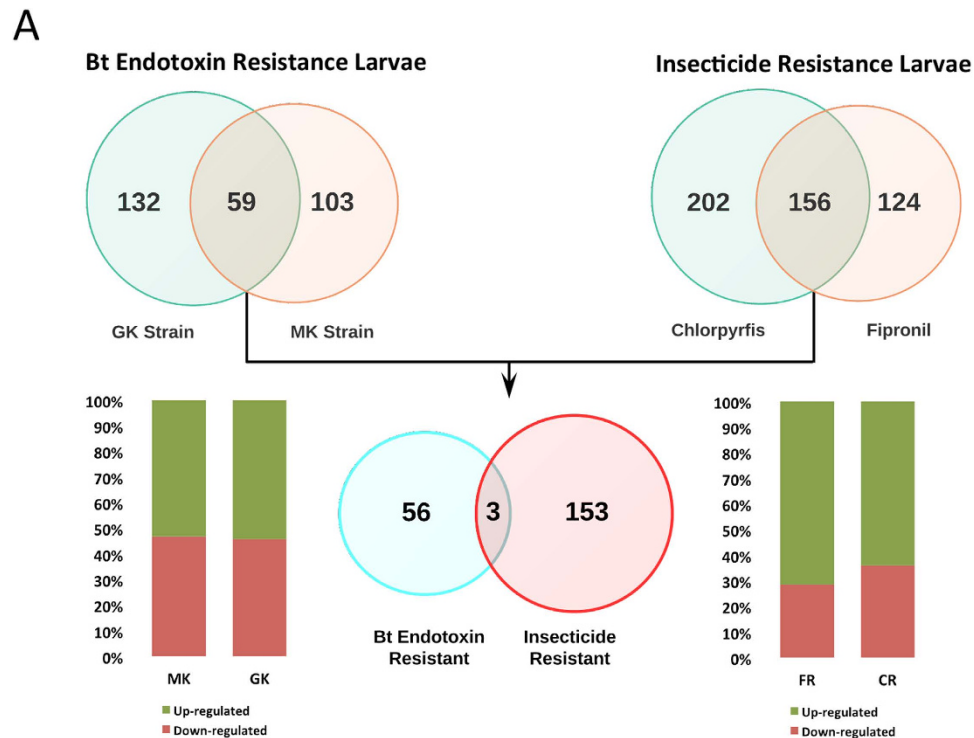 A
Bt Endotoxin Resistance Larvae
Insecticide Resistance Larvae
132
59
103
202
156
124
GK Strain
MK Strain
Chlorpyrfis
Fipronil
100%
90%
80%
70%
60%
50%
40%
30%
20%
10%
0%
MK
GK
Up-regulated
Down-regulated
56
3
153
Bt Endotoxin
Resistant
Insecticide
Resistant
100%
90%
80%
70%
60%
50%
40%
30%
20%
10%
0%
FR
CR
Up-regulated
Down-regulated